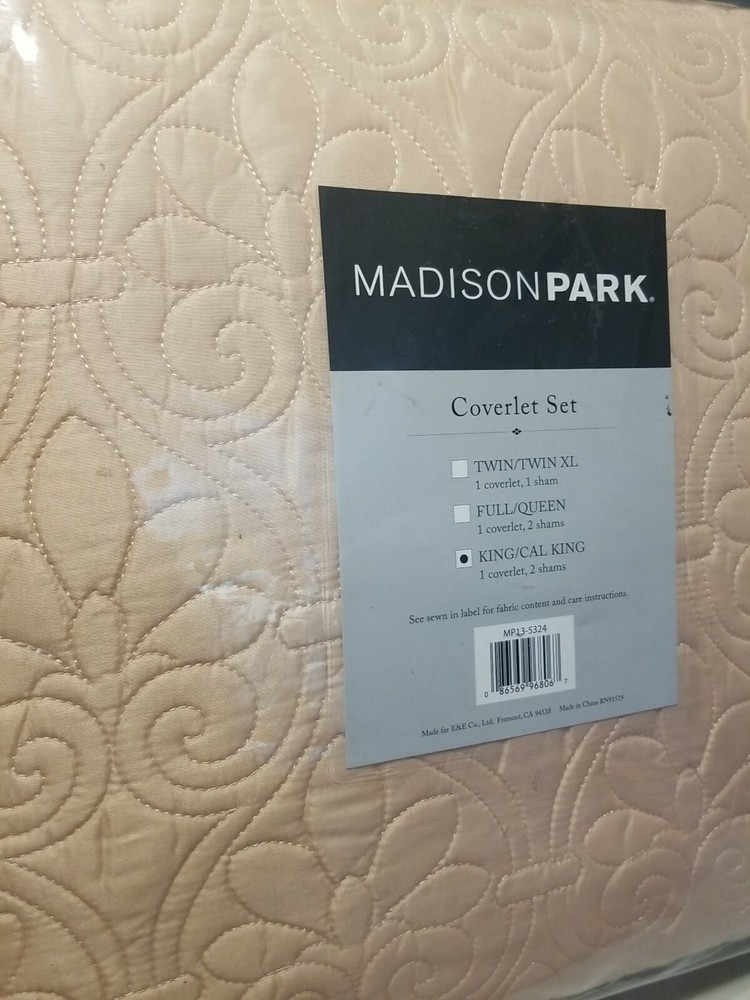 MADISONPARK®
Coverlet Set
TWIN/TWIN XL
1 coverlet, 1 sham
FULL/QUEEN
1 coverlet, 2 shams
KING/CAL KING
1 coverlet, 2 shams
See sewn in label for fabric content and care instructions.
MP13-5324
0 86569 96806 7
Made for E&E Co., Ltd, Fremont, CA 94538 Made in China RN91519